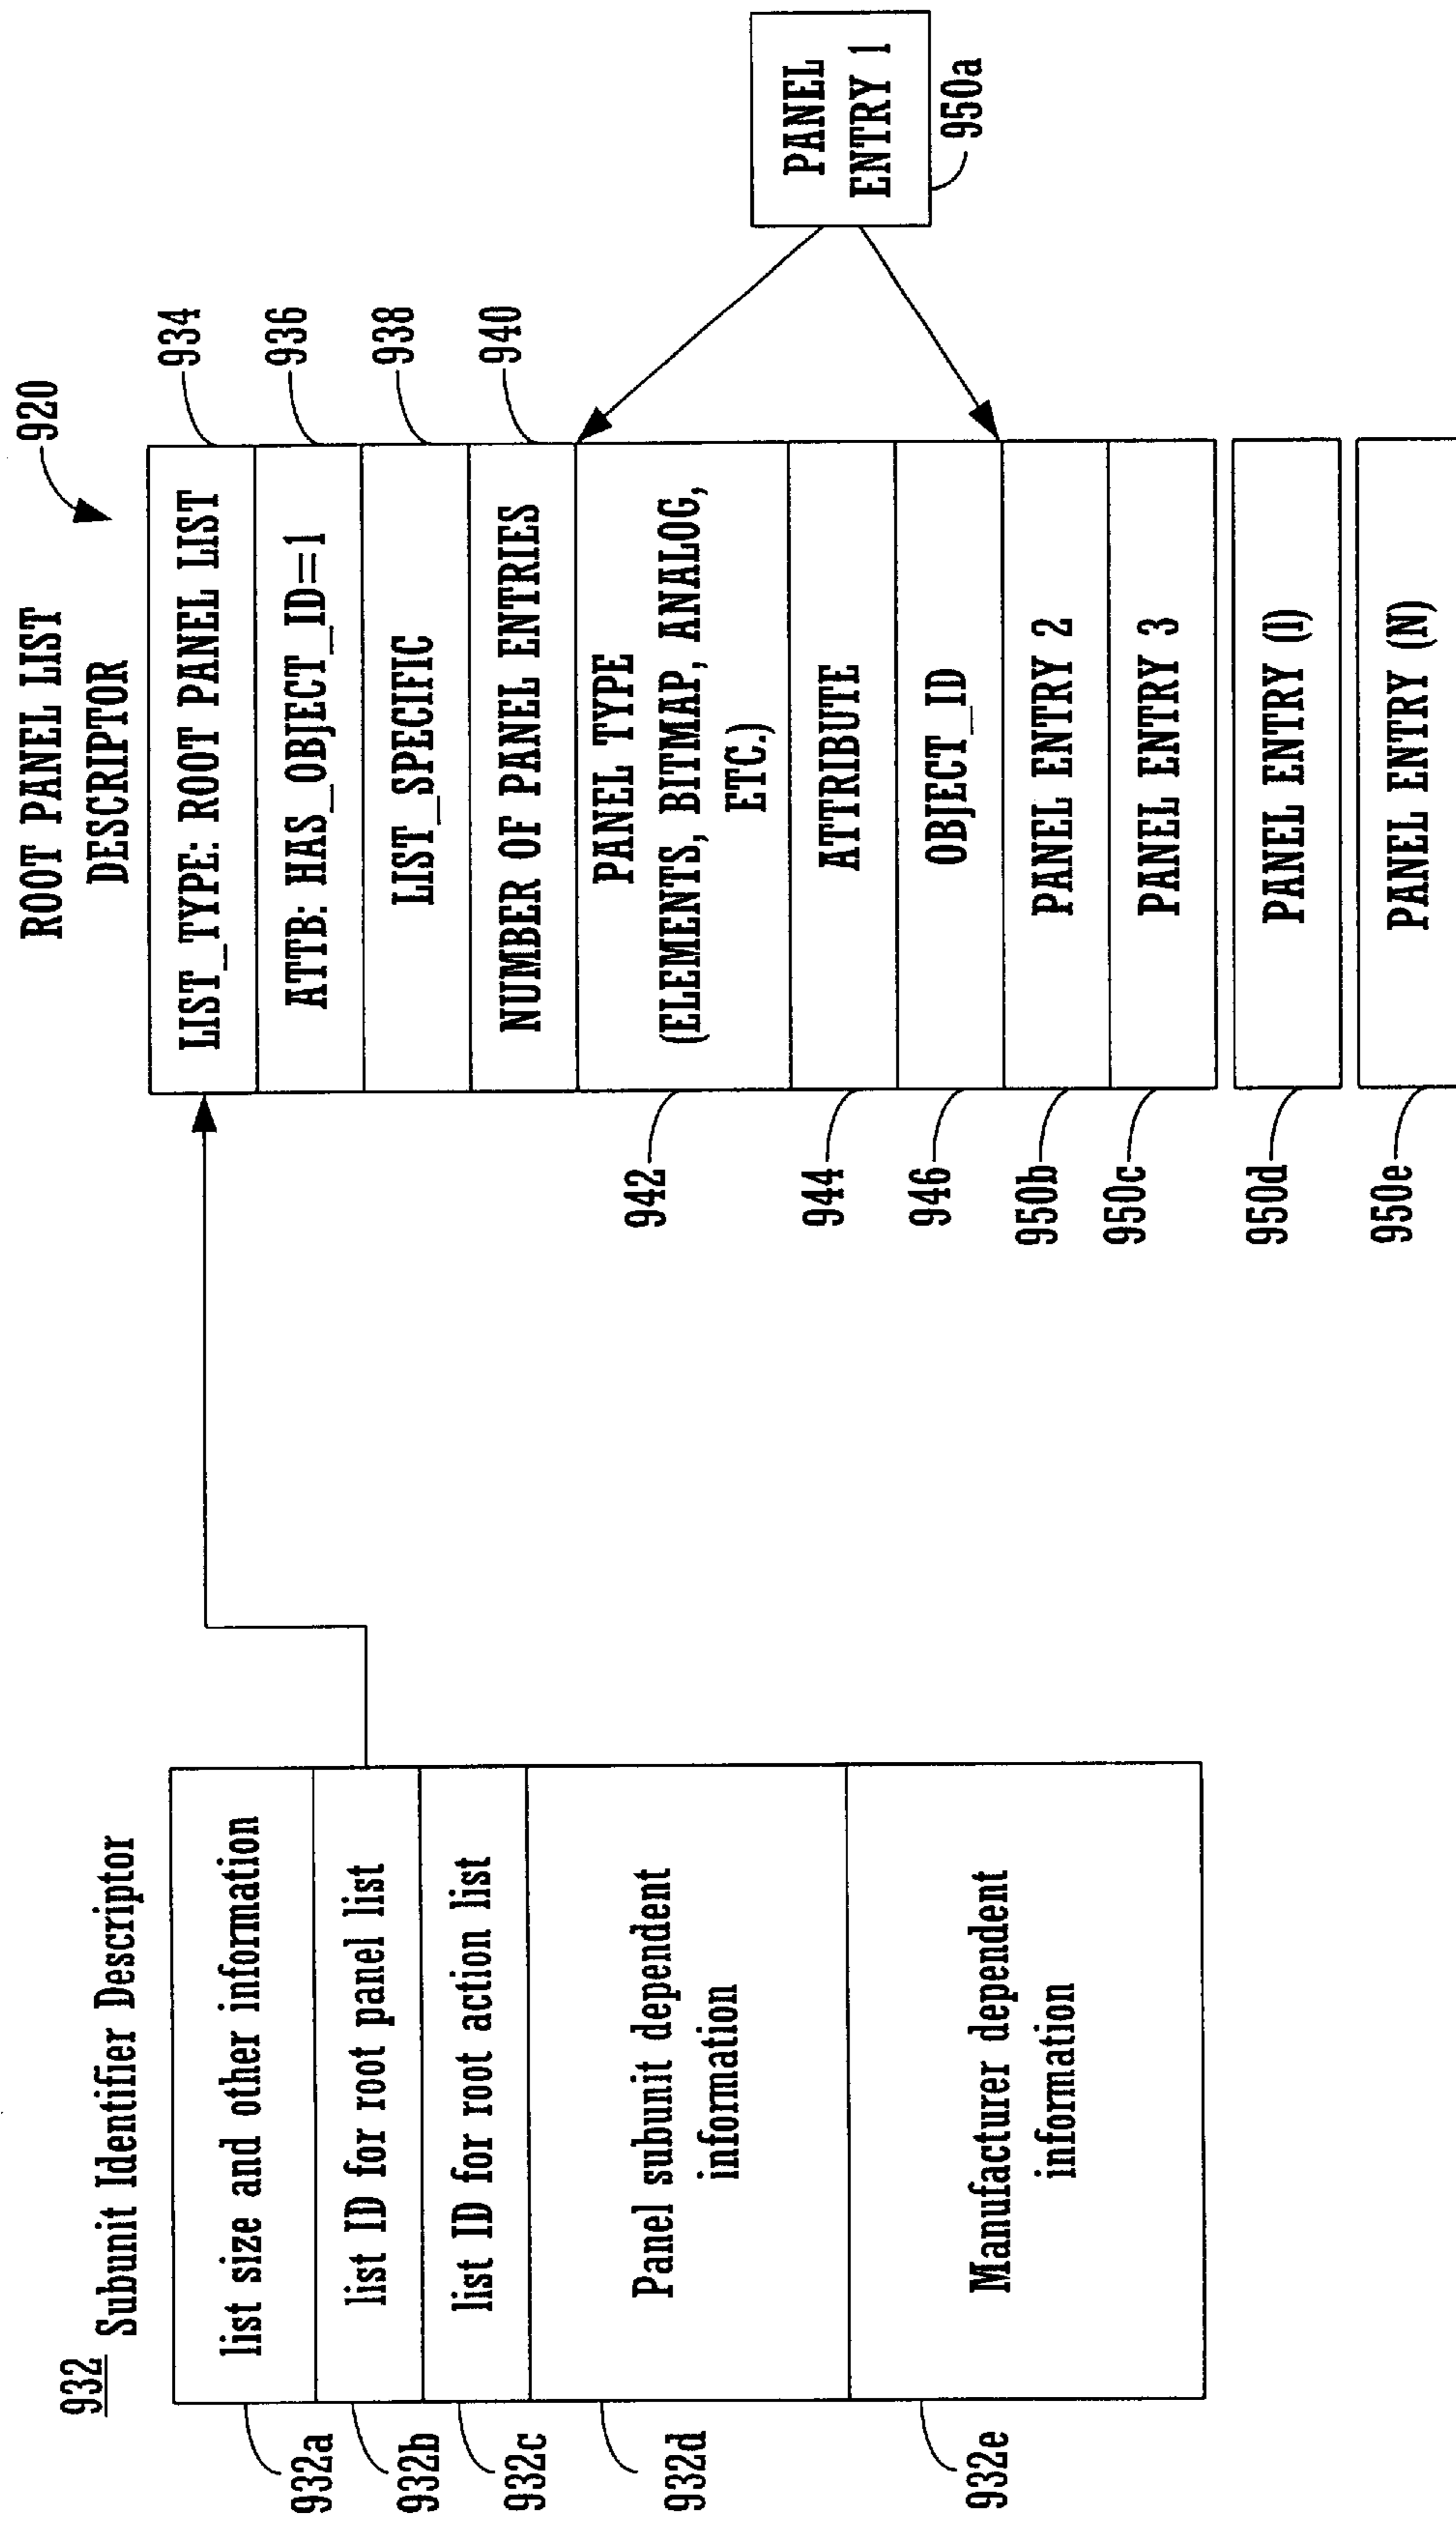 932
Subunit Identifier Descriptor
932a
list size and other information
932b
list ID for root panel list
932c
list ID for root action list
932d
Panel subunit dependent
information
932e
Manufacturer dependent
information
ROOT PANEL LIST
DESCRIPTOR
920
LIST_TYPE: ROOT PANEL LIST
934
ATTB: HAS_OBJECT_ID=1
936
LIST_SPECIFIC
938
NUMBER OF PANEL ENTRIES
940
942
PANEL TYPE
(ELEMENTS, BITMAP, ANALOG,
ETC.)
944
ATTRIBUTE
946
OBJECT_ID
950b
PANEL ENTRY 2
950c
PANEL ENTRY 3
950d
PANEL ENTRY (I)
950e
PANEL ENTRY (N)
PANEL
ENTRY 1
950a